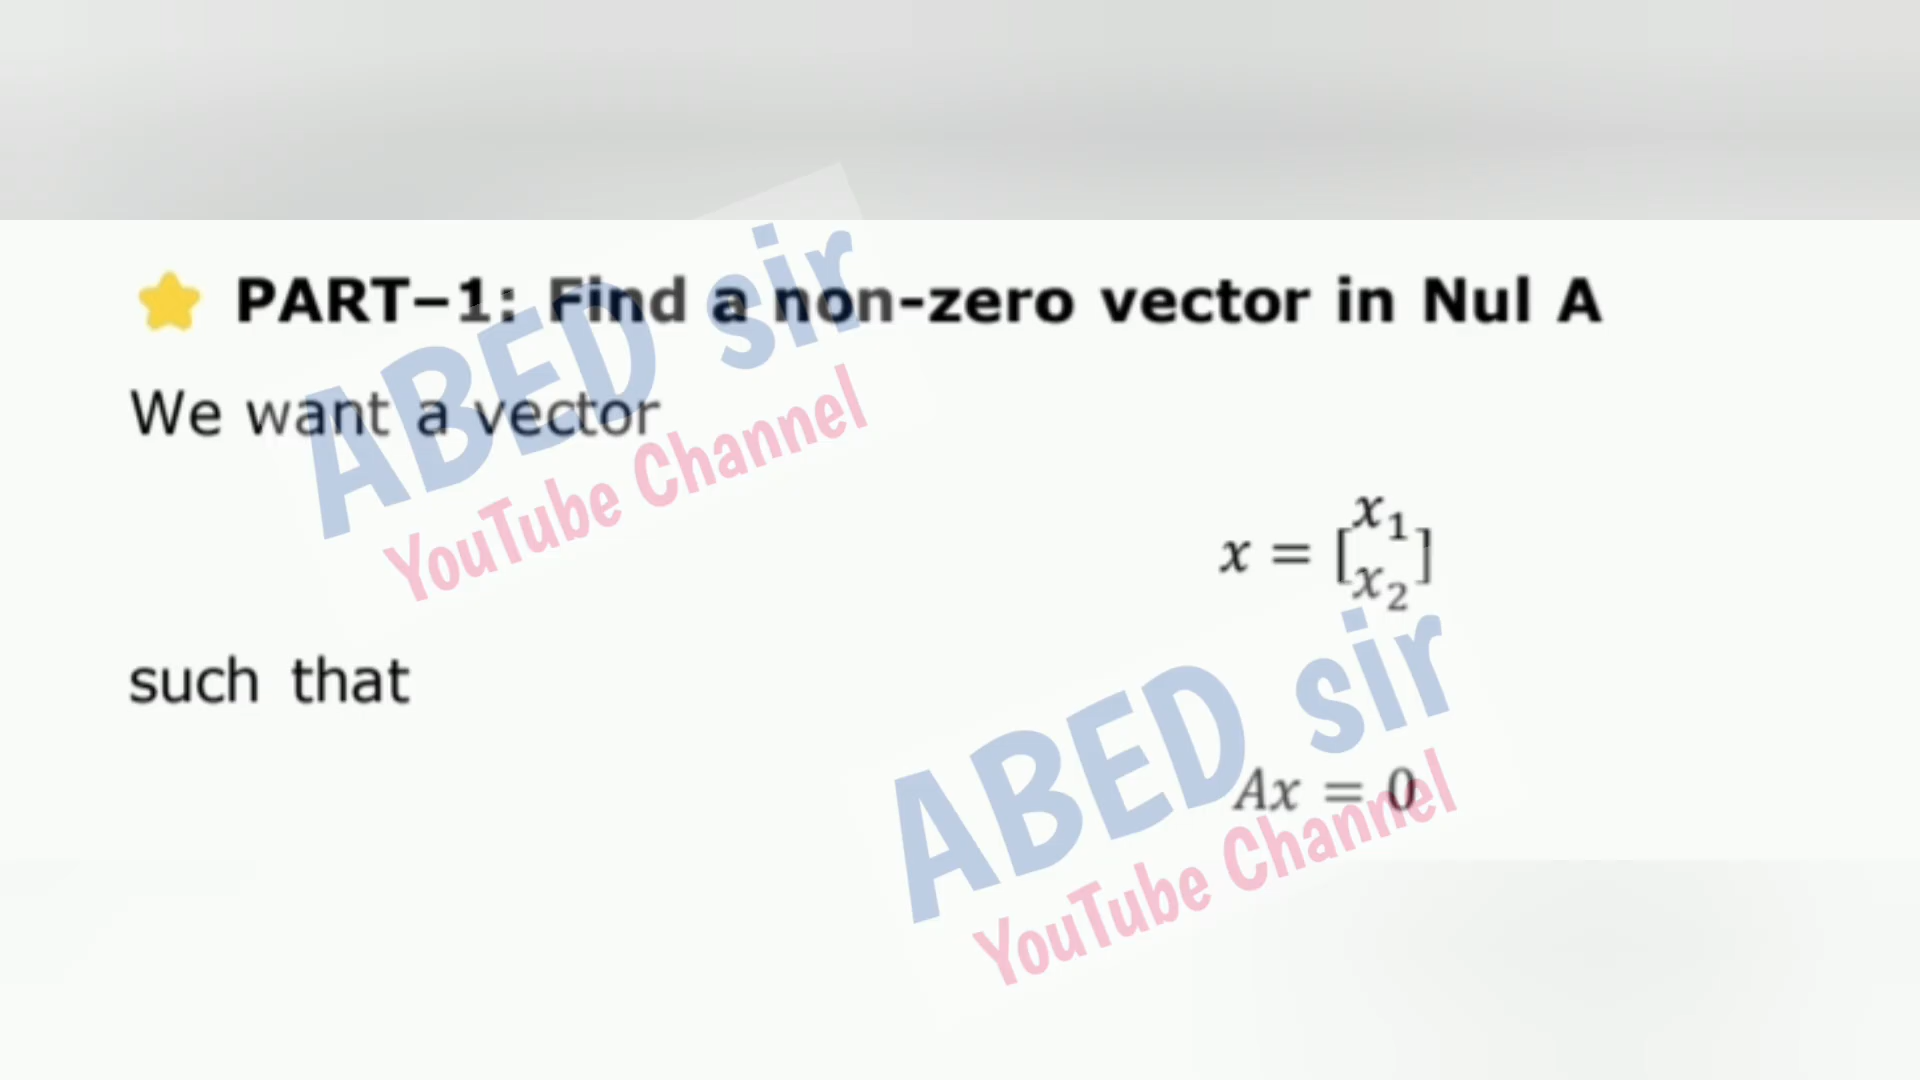 ⭐ PART–1: Find a non-zero vector in Nul A
We want a vector
x = [x₁
x₂]
such that
Ax = 0
ABED sir
YouTube Channel
ABED sir
YouTube Channel